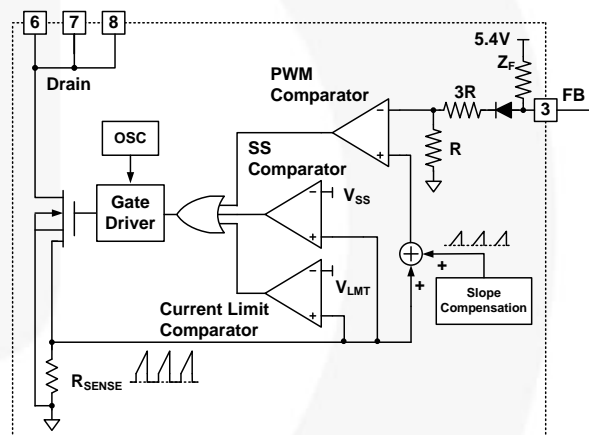 6 7 8
5.4V
Z_F
Drain
PWM
Comparator
3R
3 FB
OSC
R
SS
Comparator
V_SS
Gate
Driver
+
+
V_LMT
Slope
Compensation
Current Limit
Comparator
R_SENSE